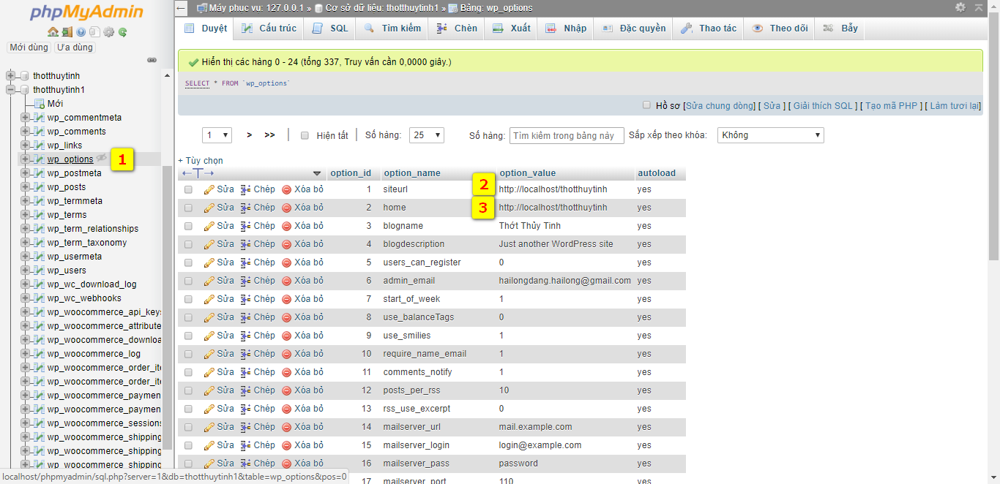 phpMyAdmin
Mới dùng Ưa dùng
thotthuytinh
thotthuytinh1
Mới
wp_commentmeta
wp_comments
wp_links
wp_options
1
wp_postmeta
wp_posts
wp_termmeta
wp_terms
wp_term_relationships
wp_term_taxonomy
wp_usermeta
wp_users
wp_wc_download_log
wp_wc_webhooks
wp_woocommerce_api_keys
wp_woocommerce_attribute
wp_woocommerce_downloa
wp_woocommerce_log
wp_woocommerce_order_ite
wp_woocommerce_order_ite
wp_woocommerce_paymen
wp_woocommerce_paymen
wp_woocommerce_sessions
wp_woocommerce_shipping
wp_woocommerce_shipping
wp_woocommerce_shipping
localhost/phpmyadmin/sql.php?server=1&db=thotthuytinh1&table=wp_options&pos=0
Máy phục vụ: 127.0.0.1 » Cơ sở dữ liệu: thotthuytinh1 » Bảng: wp_options
Duyệt Cấu trúc SQL Tìm kiếm Chèn Xuất Nhập Đặc quyền Thao tác Theo dõi Bẫy
Hiển thị các hàng 0 - 24 (tổng 337, Truy vấn cần 0,0000 giây.)
SELECT * FROM `wp_options`
Hồ sơ [Sửa chung dòng] [ Sửa ] [ Giải thích SQL ] [ Tạo mã PHP ] [ Làm tươi lại]
1 > >> Hiện tất Số hàng: 25 Số hàng: Tìm kiếm trong bảng này Sắp xếp theo khóa: Không
+ Tùy chọn
←T→ option_id option_name option_value autoload
Sửa Chép Xóa bỏ 1 siteurl 2 http://localhost/thotthuytinh yes
Sửa Chép Xóa bỏ 2 home 3 http://localhost/thotthuytinh yes
Sửa Chép Xóa bỏ 3 blogname Thớt Thủy Tinh yes
Sửa Chép Xóa bỏ 4 blogdescription Just another WordPress site yes
Sửa Chép Xóa bỏ 5 users_can_register 0 yes
Sửa Chép Xóa bỏ 6 admin_email hailongdang.hailong@gmail.com yes
Sửa Chép Xóa bỏ 7 start_of_week 1 yes
Sửa Chép Xóa bỏ 8 use_balanceTags 0 yes
Sửa Chép Xóa bỏ 9 use_smilies 1 yes
Sửa Chép Xóa bỏ 10 require_name_email 1 yes
Sửa Chép Xóa bỏ 11 comments_notify 1 yes
Sửa Chép Xóa bỏ 12 posts_per_rss 10 yes
Sửa Chép Xóa bỏ 13 rss_use_excerpt 0 yes
Sửa Chép Xóa bỏ 14 mailserver_url mail.example.com yes
Sửa Chép Xóa bỏ 15 mailserver_login login@example.com yes
Sửa Chép Xóa bỏ 16 mailserver_pass password yes
Sửa Chép Xóa bỏ 17 mailserver_port 110 yes